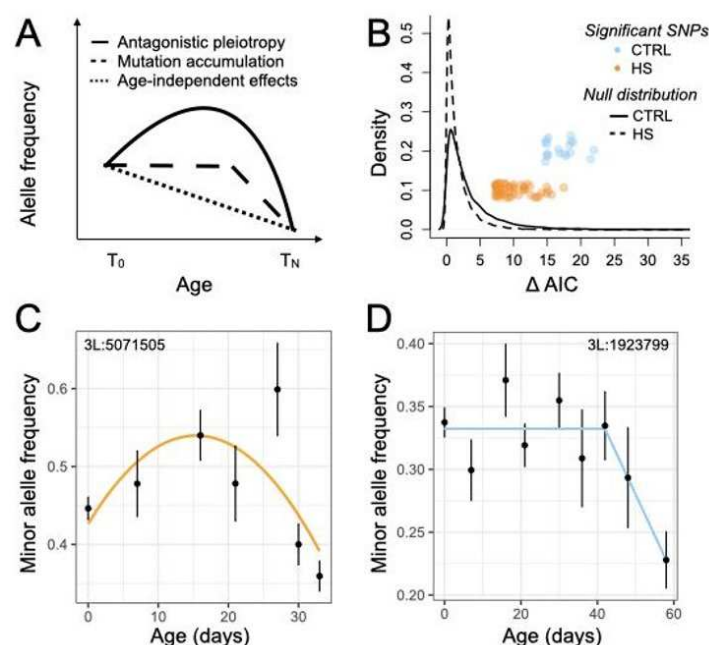 A
Antagonistic pleiotropy
Mutation accumulation
Age-independent effects
Alelle frequency
T₀
T_N
Age
B
Significant SNPs
CTRL
HS
Null distribution
CTRL
HS
Density
0.0
0.1
0.2
0.3
0.4
0.5
0 5 10 15 20 25 30 35
Δ AIC
C
3L:5071505
Minor alelle frequency
0.6
0.5
0.4
0 10 20 30
Age (days)
D
3L:1923799
Minor alelle frequency
0.40
0.35
0.30
0.25
0.20
0 20 40 60
Age (days)